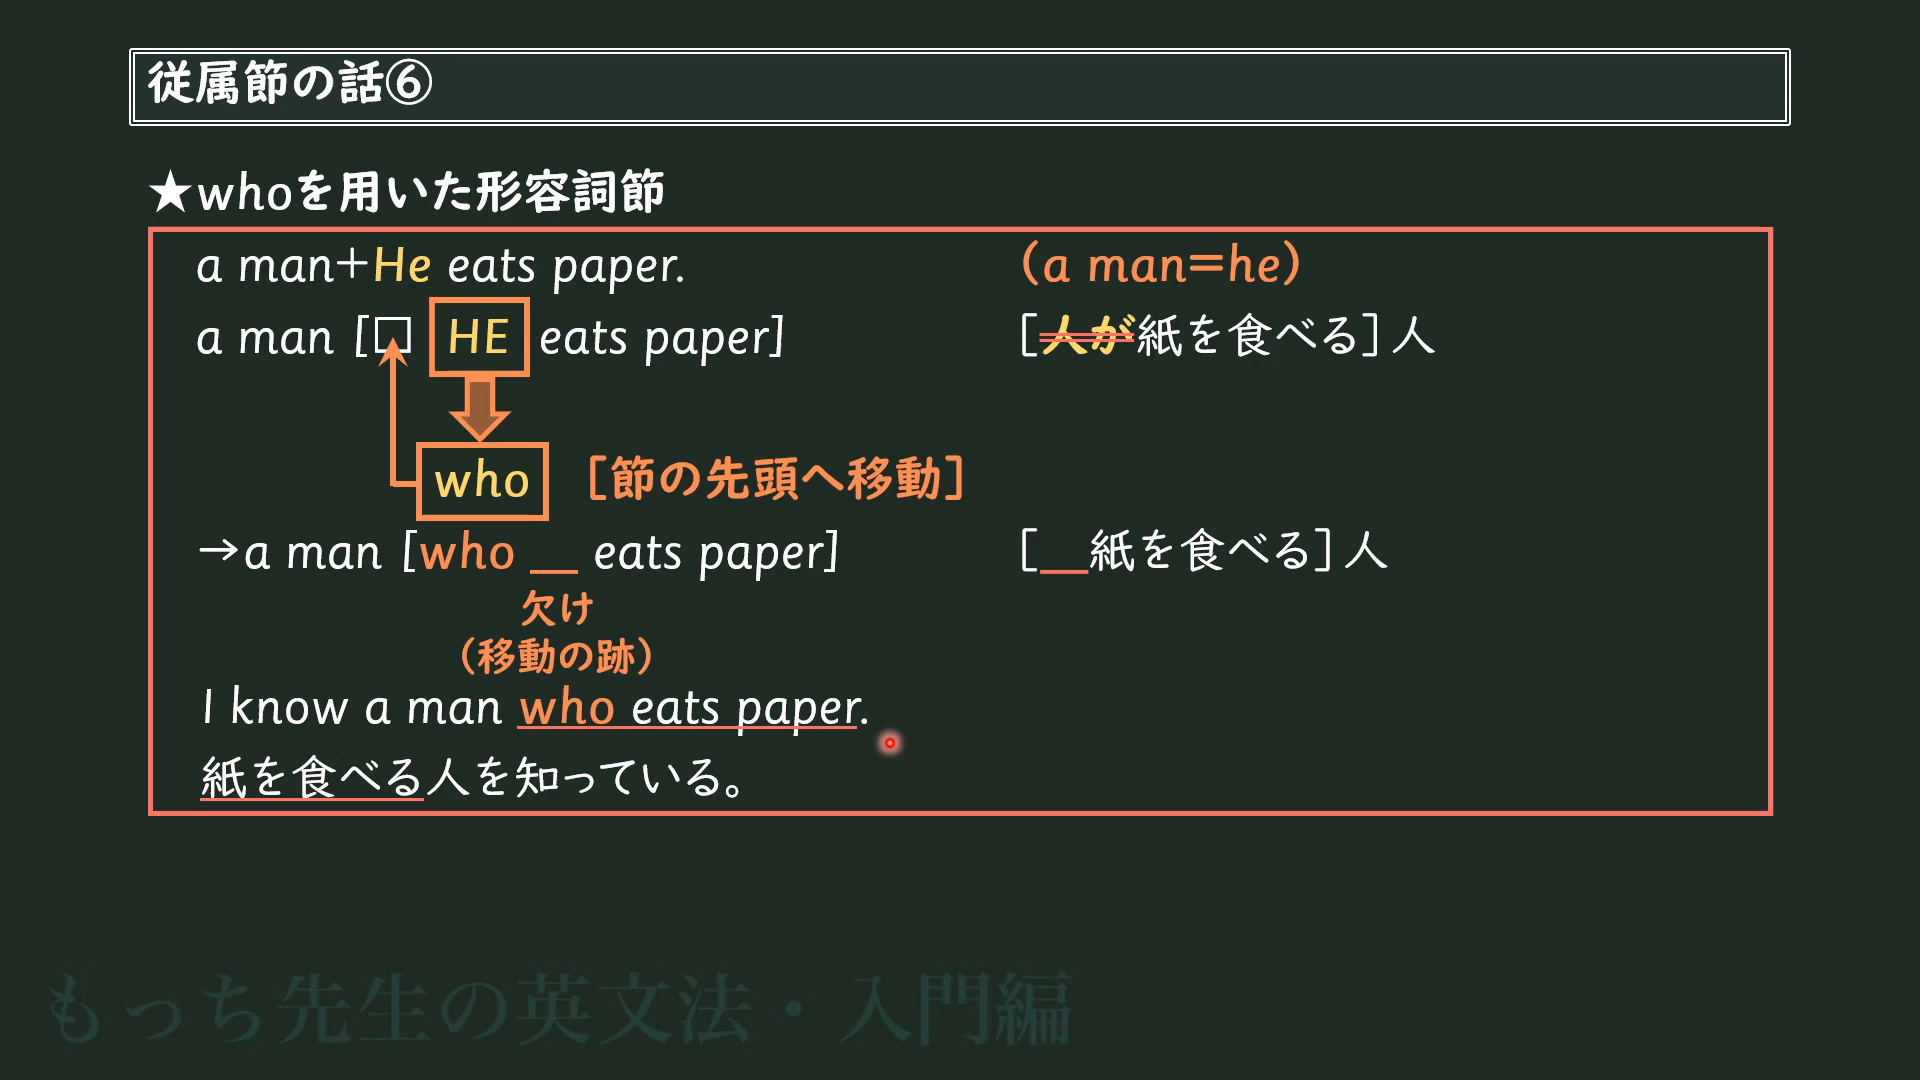 従属節の話⑥
★whoを用いた形容詞節
a man+He eats paper. (a man=he)
a man [□ HE eats paper] [人が紙を食べる]人
who [節の先頭へ移動]
→a man [who __ eats paper] [__紙を食べる]人
欠け
(移動の跡)
I know a man who eats paper.
紙を食べる人を知っている。
もっち先生の英文法・入門編